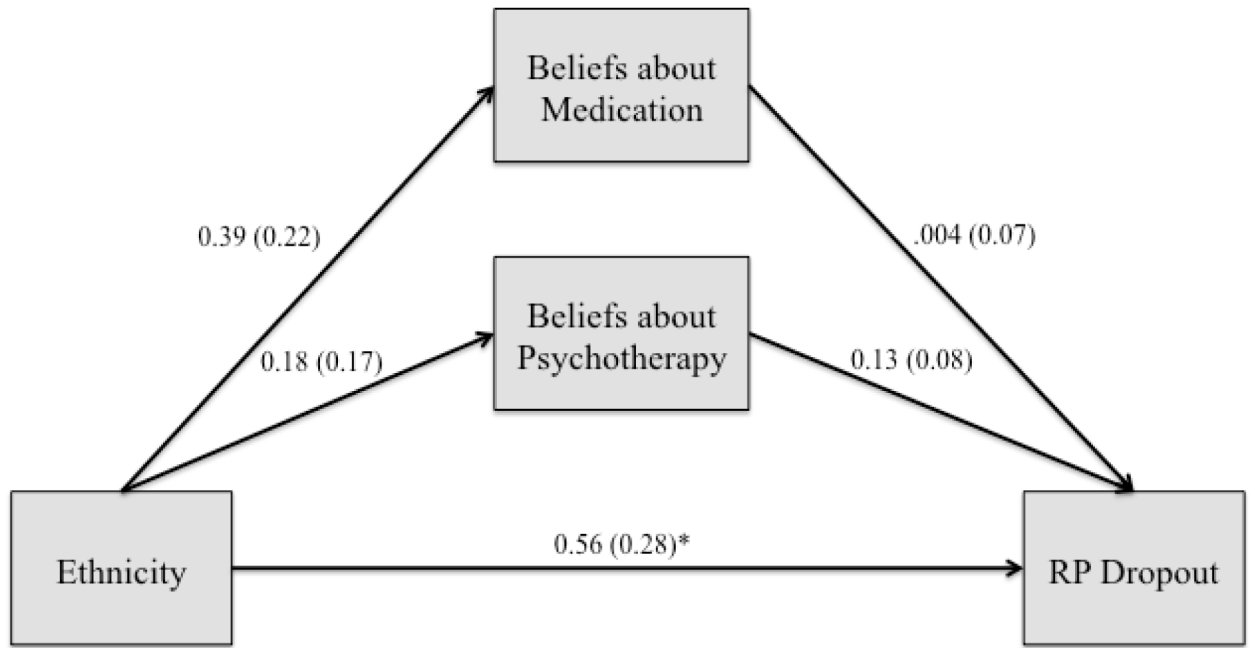 Beliefs about
Medication
0.39 (0.22)
.004 (0.07)
Beliefs about
Psychotherapy
0.18 (0.17)
0.13 (0.08)
Ethnicity
0.56 (0.28)*
RP Dropout